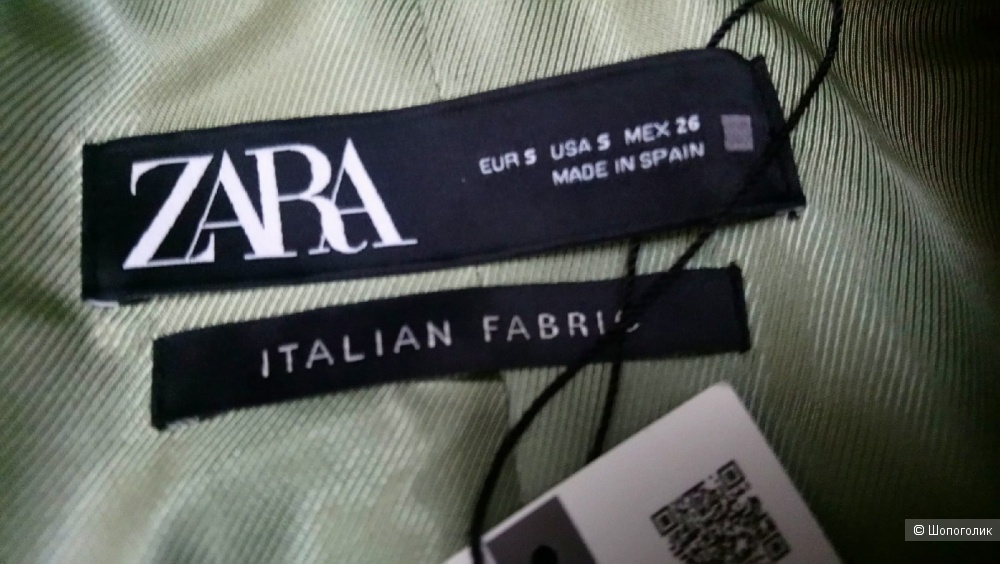 ZARA
EUR S USA S MEX 26
MADE IN SPAIN
ITALIAN FABRIC
© Шопоголик